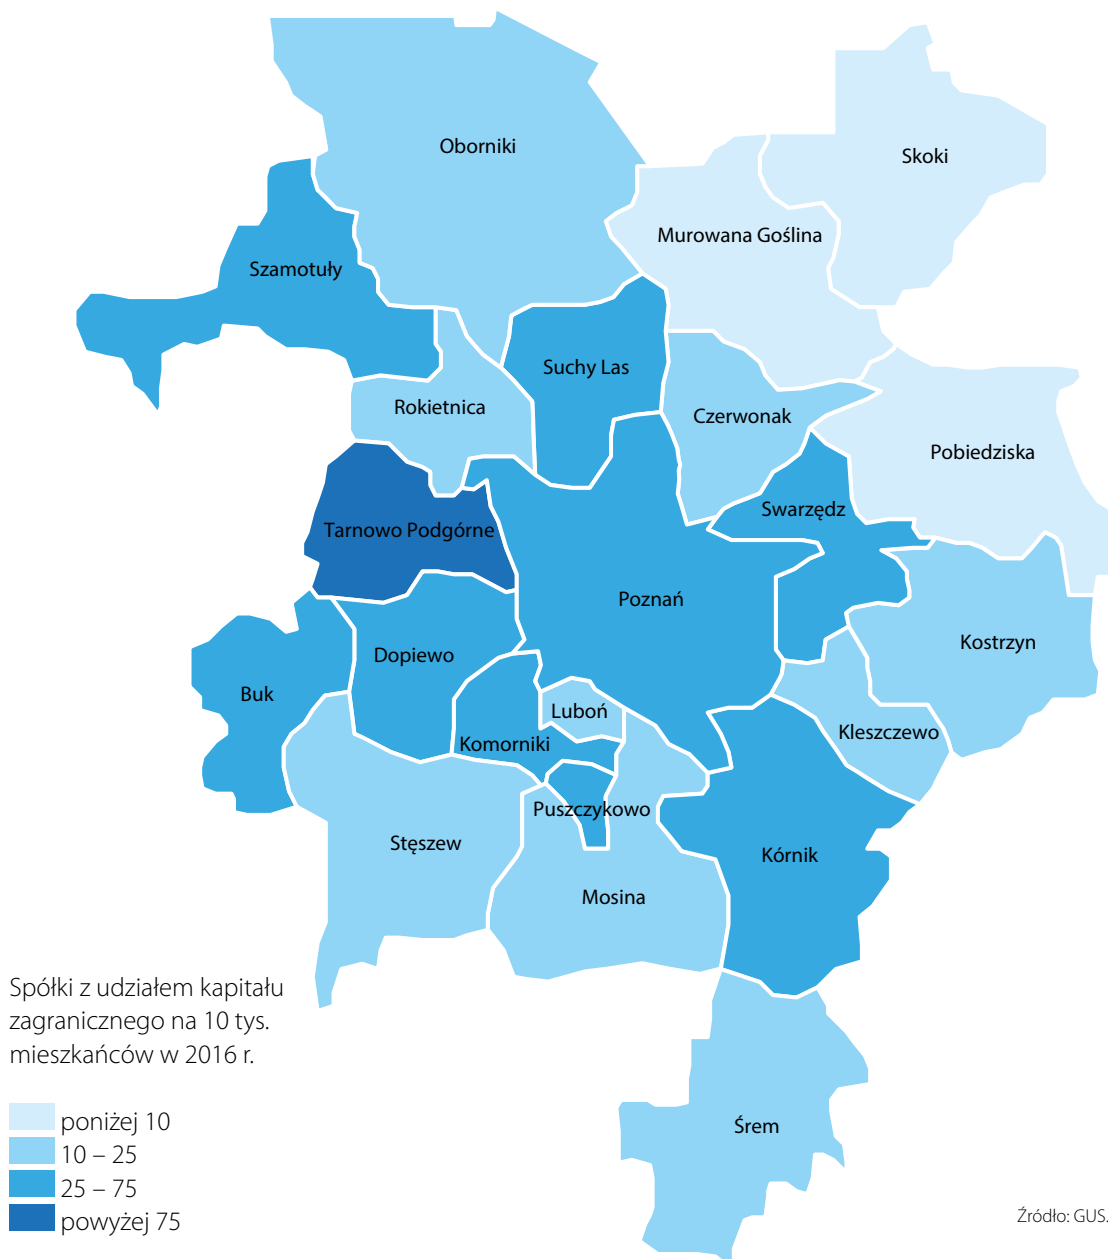 Oborniki
Skoki
Murowana Goślina
Szamotuły
Suchy Las
Rokietnica
Czerwonak
Pobiedziska
Swarzędz
Tarnowo Podgórne
Poznań
Kostrzyn
Dopiewo
Buk
Luboń
Kleszczewo
Komorniki
Puszczykowo
Stęszew
Kórnik
Mosina
Spółki z udziałem kapitału
zagranicznego na 10 tys.
mieszkańców w 2016 r.
poniżej 10
10 – 25
25 – 75
powyżej 75
Śrem
Źródło: GUS.